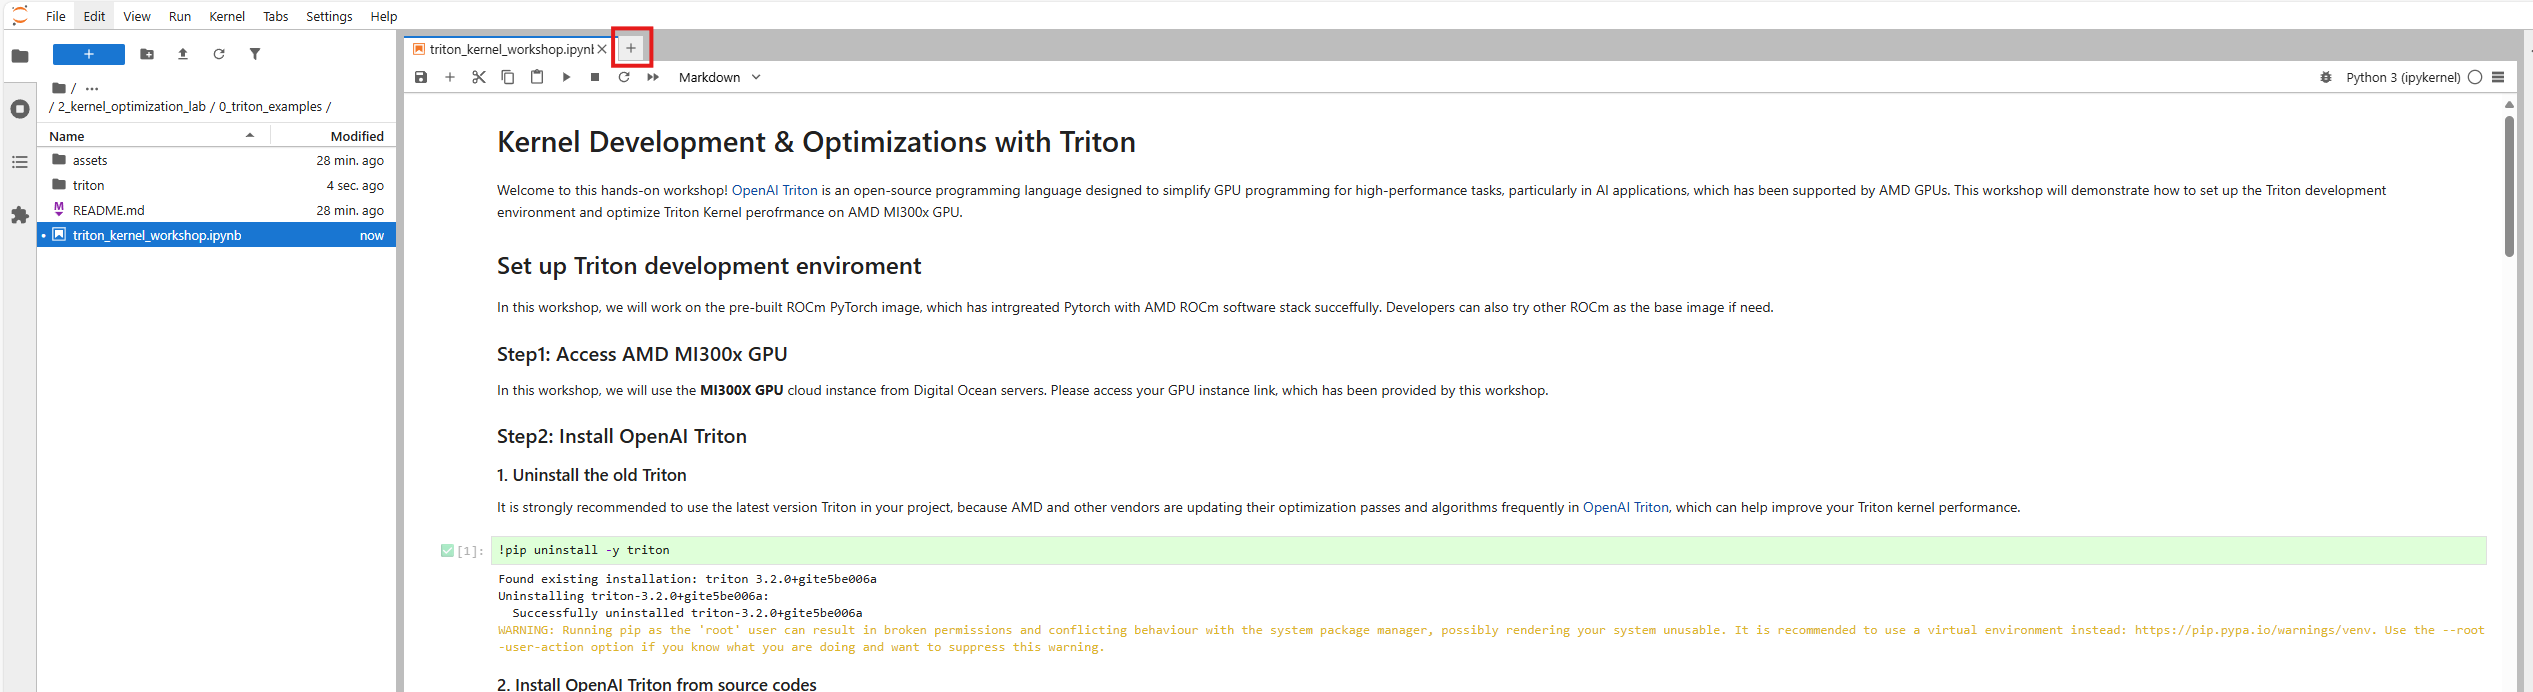 File Edit View Run Kernel Tabs Settings Help
+
/ ...
/ 2_kernel_optimization_lab / 0_triton_examples /
Name Modified
assets 28 min. ago
triton 4 sec. ago
M README.md 28 min. ago
triton_kernel_workshop.ipynb now
triton_kernel_workshop.ipynb × +
Markdown
Python 3 (ipykernel)
Kernel Development & Optimizations with Triton
Welcome to this hands-on workshop! OpenAI Triton is an open-source programming language designed to simplify GPU programming for high-performance tasks, particularly in AI applications, which has been supported by AMD GPUs. This workshop will demonstrate how to set up the Triton development
environment and optimize Triton Kernel perofrmance on AMD MI300x GPU.
Set up Triton development enviroment
In this workshop, we will work on the pre-built ROCm PyTorch image, which has intrgreated Pytorch with AMD ROCm software stack succeffully. Developers can also try other ROCm as the base image if need.
Step1: Access AMD MI300x GPU
In this workshop, we will use the MI300X GPU cloud instance from Digital Ocean servers. Please access your GPU instance link, which has been provided by this workshop.
Step2: Install OpenAI Triton
1. Uninstall the old Triton
It is strongly recommended to use the latest version Triton in your project, because AMD and other vendors are updating their optimization passes and algorithms frequently in OpenAI Triton, which can help improve your Triton kernel performance.
[1]: !pip uninstall -y triton
Found existing installation: triton 3.2.0+gite5be006a
Uninstalling triton-3.2.0+gite5be006a:
Successfully uninstalled triton-3.2.0+gite5be006a
WARNING: Running pip as the 'root' user can result in broken permissions and conflicting behaviour with the system package manager, possibly rendering your system unusable. It is recommended to use a virtual environment instead: https://pip.pypa.io/warnings/venv. Use the --root
-user-action option if you know what you are doing and want to suppress this warning.
2. Install OpenAI Triton from source codes